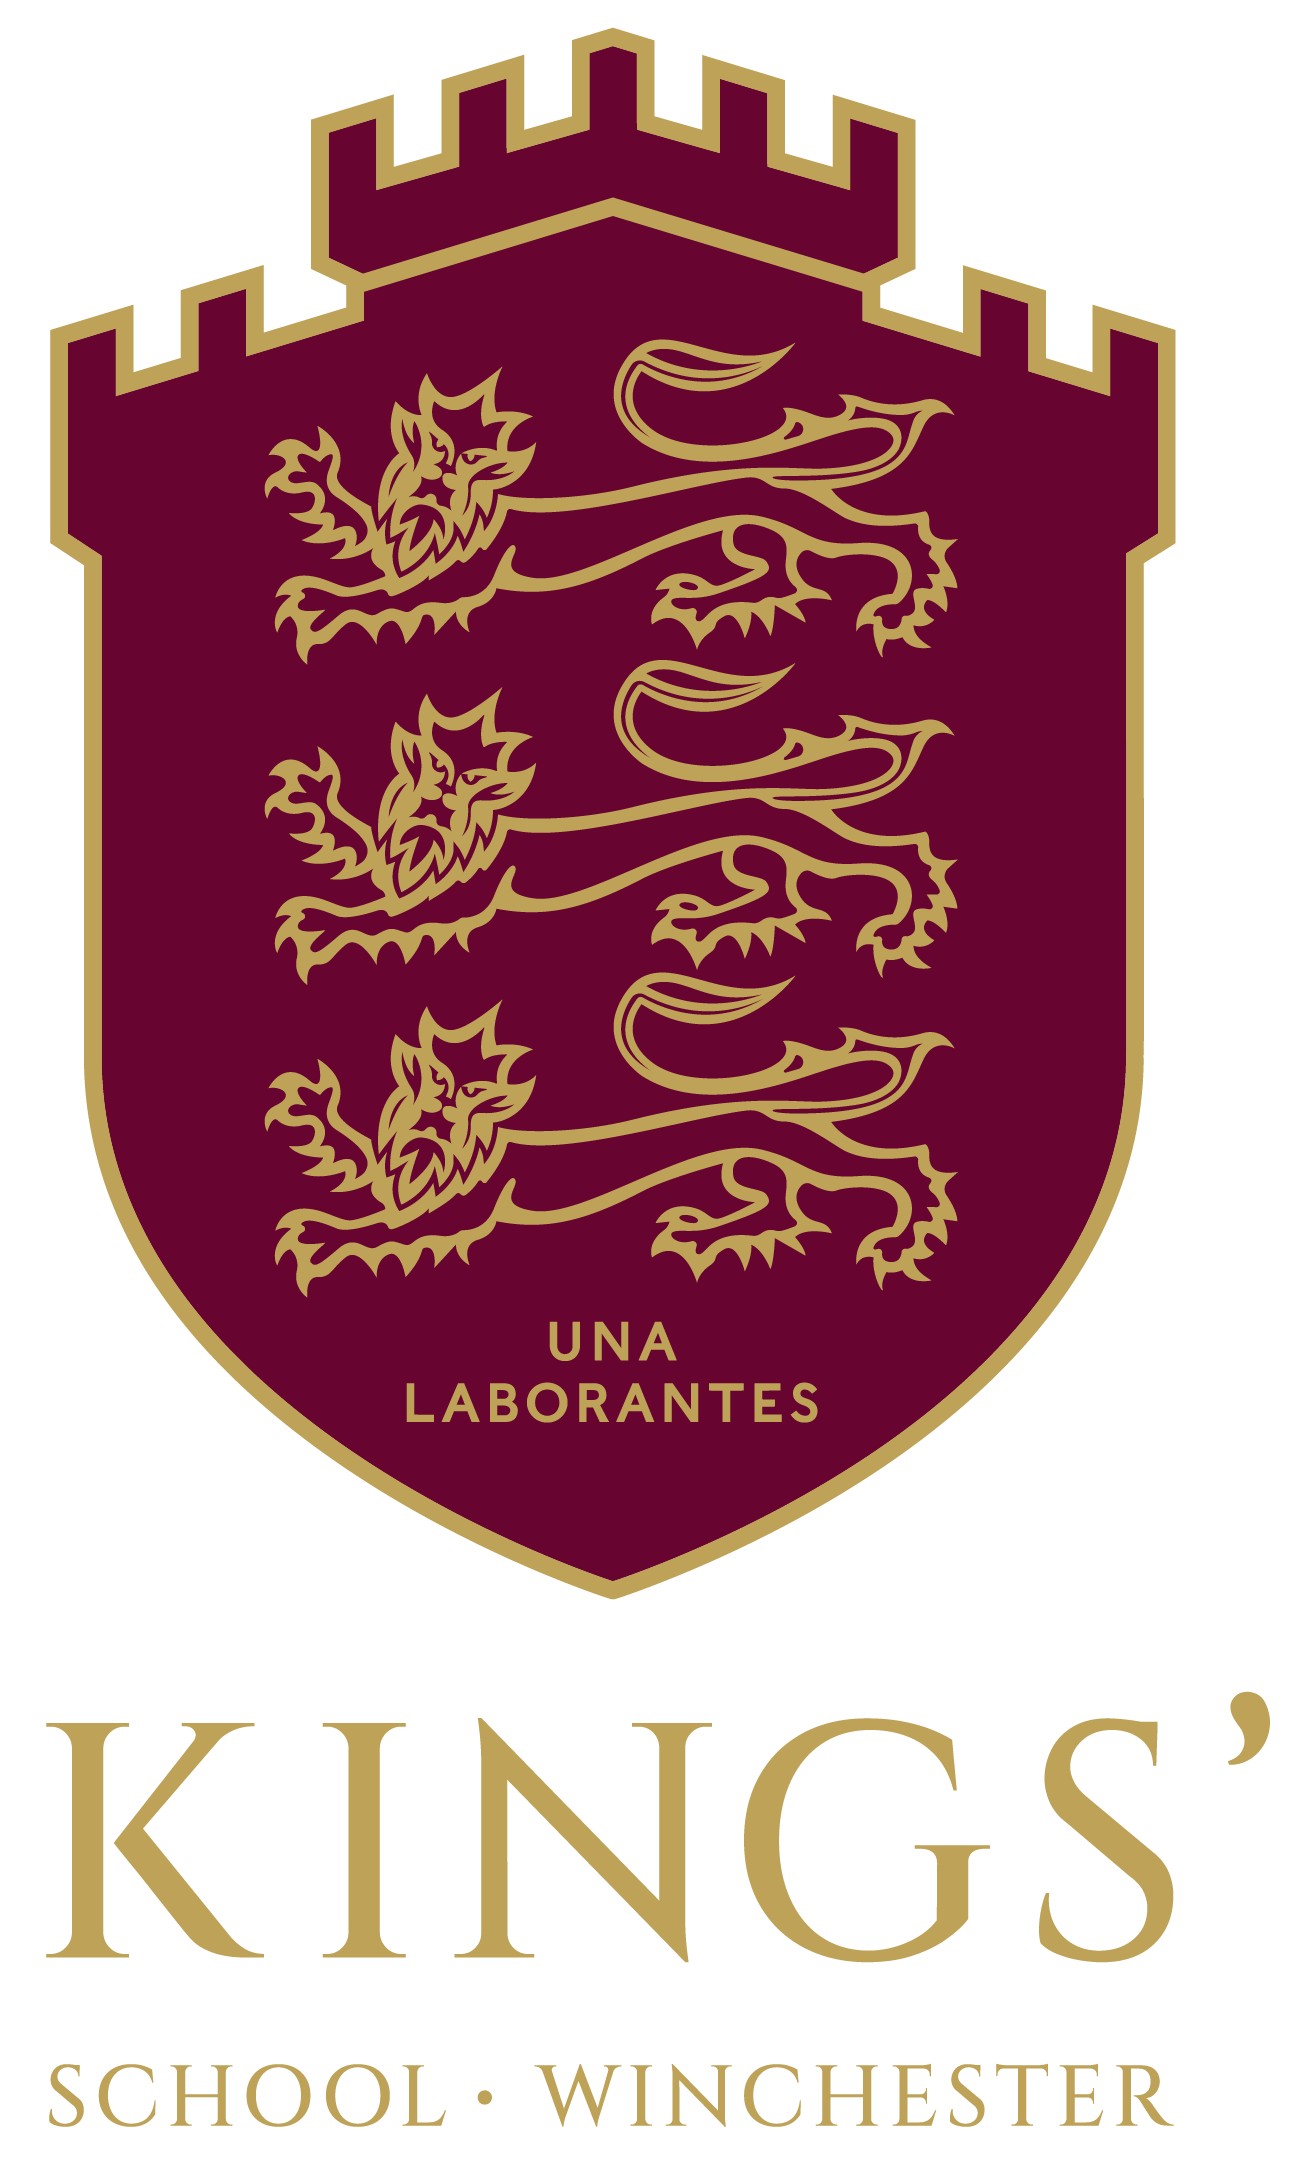 UNA
LABORANTES
KINGS’
SCHOOL · WINCHESTER